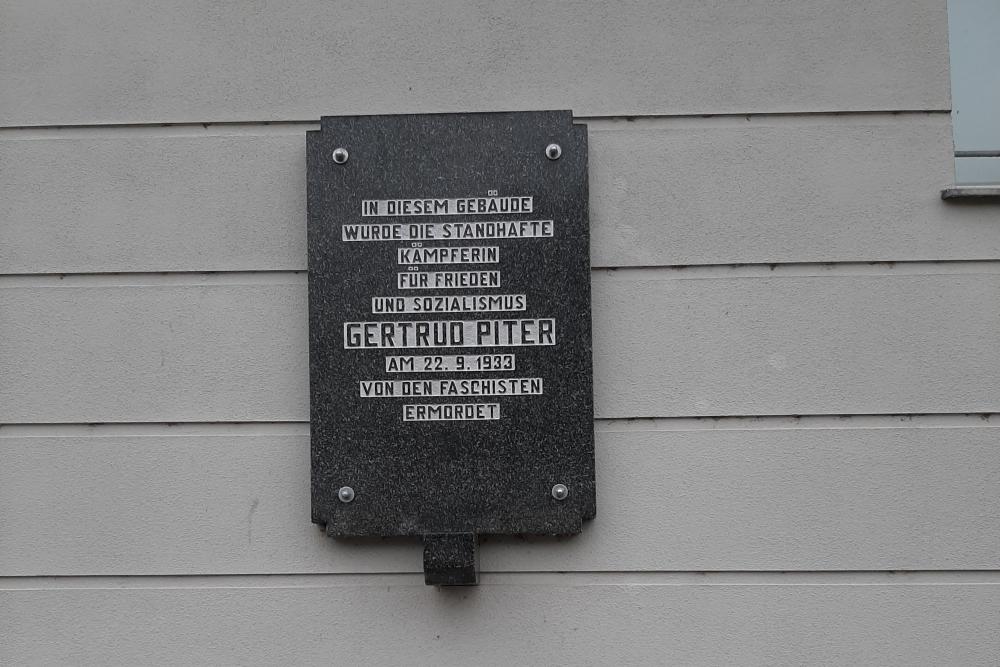 IN DIESEM GEBÄUDE
WURDE DIE STANDHAFTE
KÄMPFERIN
FÜR FRIEDEN
UND SOZIALISMUS
GERTRUD PITER
AM 22. 9. 1933
VON DEN FASCHISTEN
ERMORDET